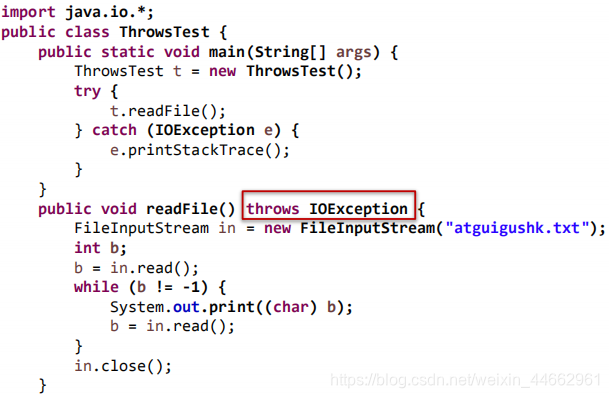 import java.io.*;
public class ThrowsTest {
    public static void main(String[] args) {
        ThrowsTest t = new ThrowsTest();
        try {
            t.readFile();
        } catch (IOException e) {
            e.printStackTrace();
        }
    }
    public void readFile() throws IOException {
        FileInputStream in = new FileInputStream("atguigushk.txt");
        int b;
        b = in.read();
        while (b != -1) {
            System.out.print((char) b);
            b = in.read();
        }
        in.close();
    }
https://blog.csdn.net/weixin_44662961